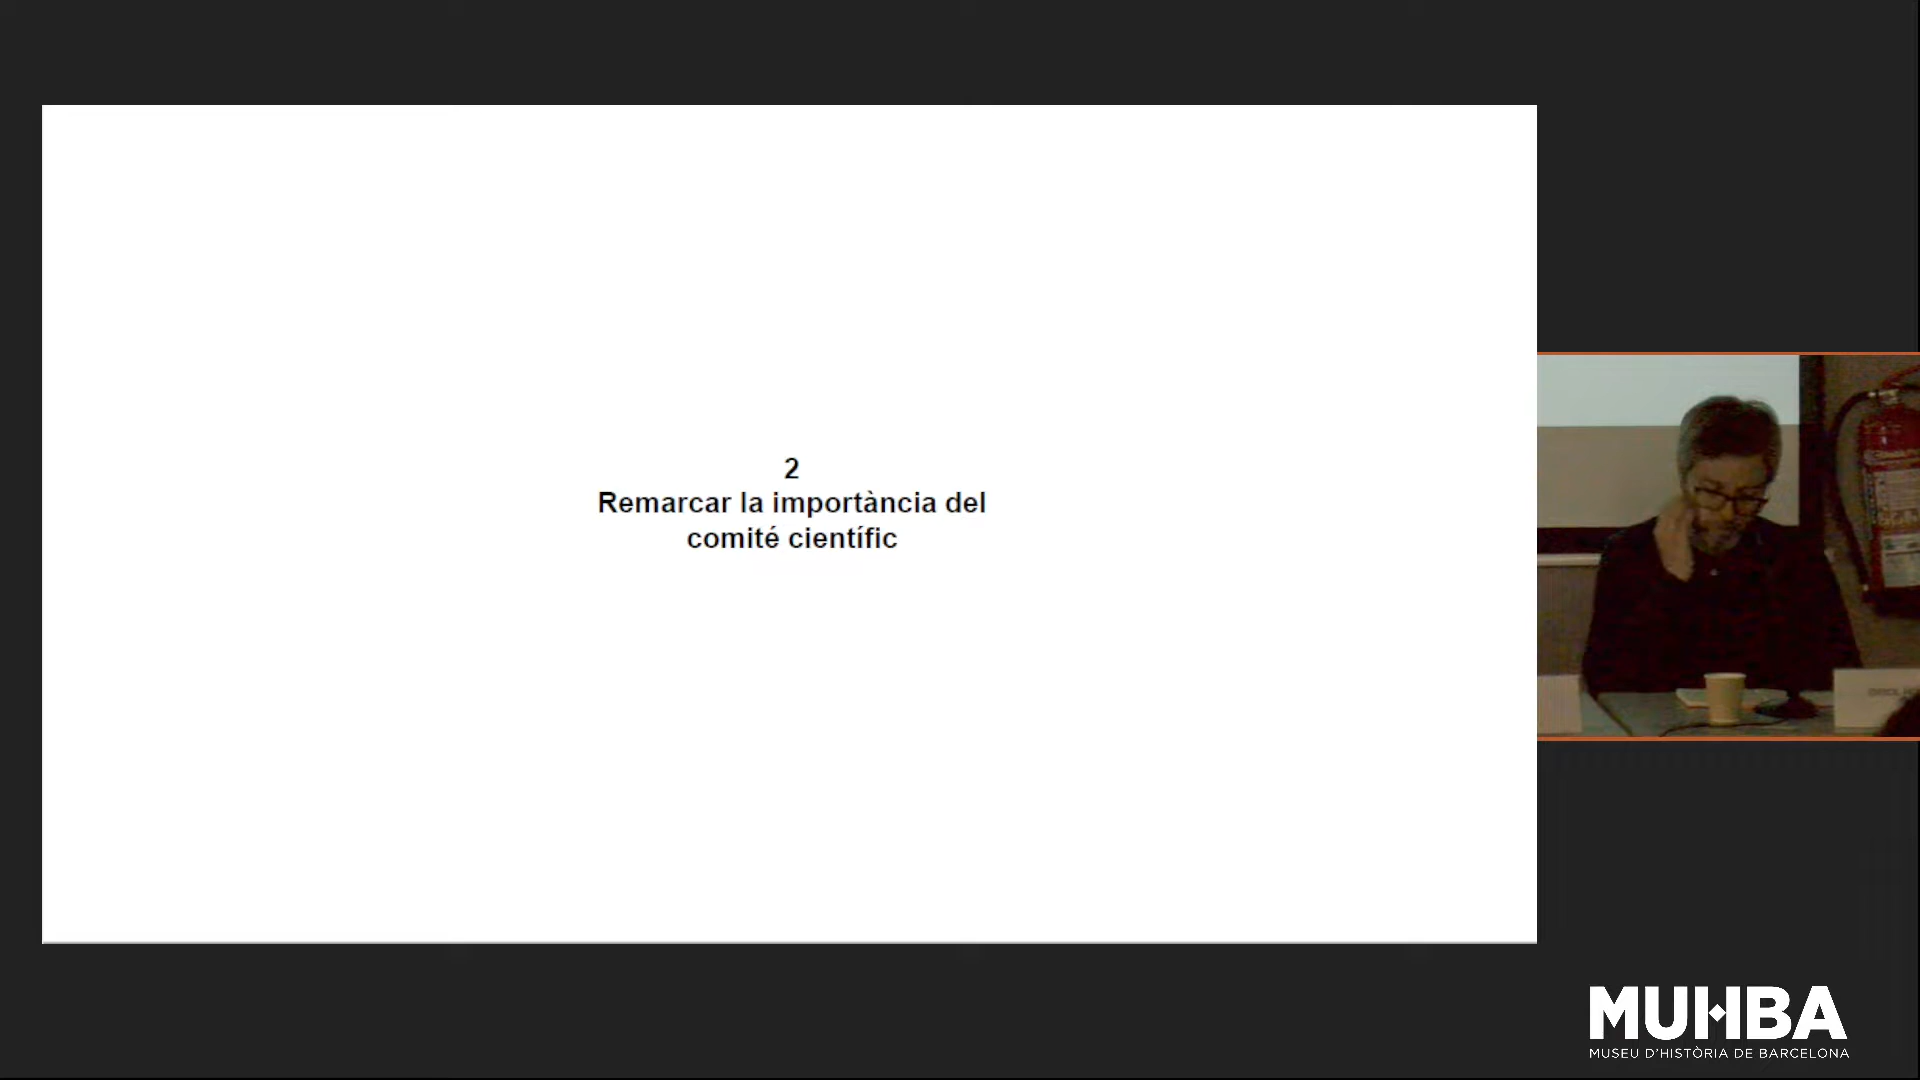 2
Remarcar la importància del
comité científic
MUHBA
MUSEU D'HISTÒRIA DE BARCELONA